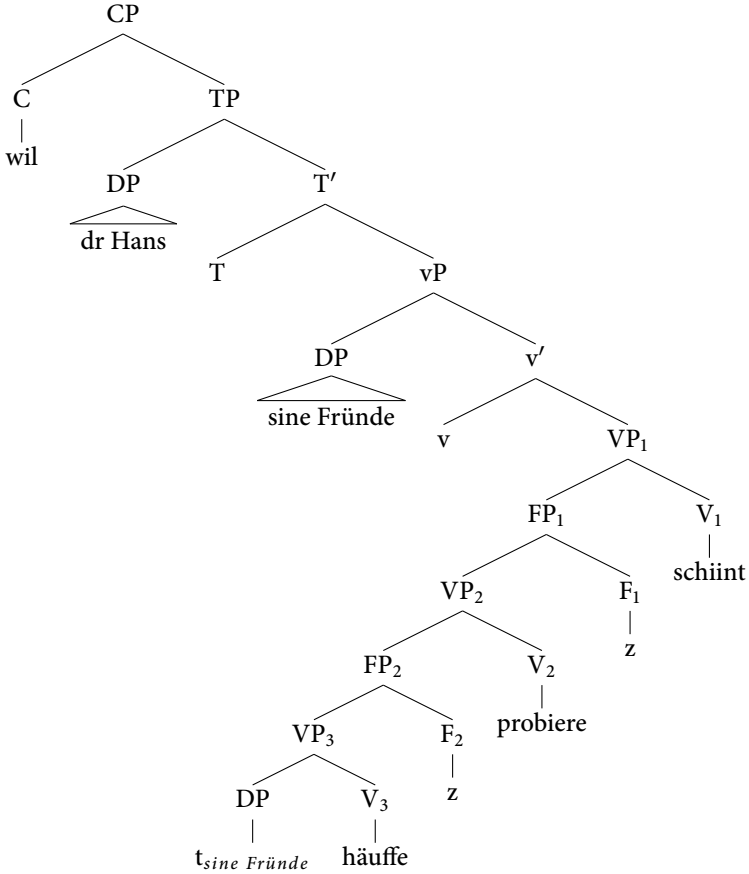 CP
C TP
wil
DP T′
dr Hans
T vP
DP v′
sine Fründe
v VP₁
FP₁ V₁
schiint
VP₂ F₁
z
FP₂ V₂
probiere
VP₃ F₂
z
DP V₃
t_sine Fründe häuffe